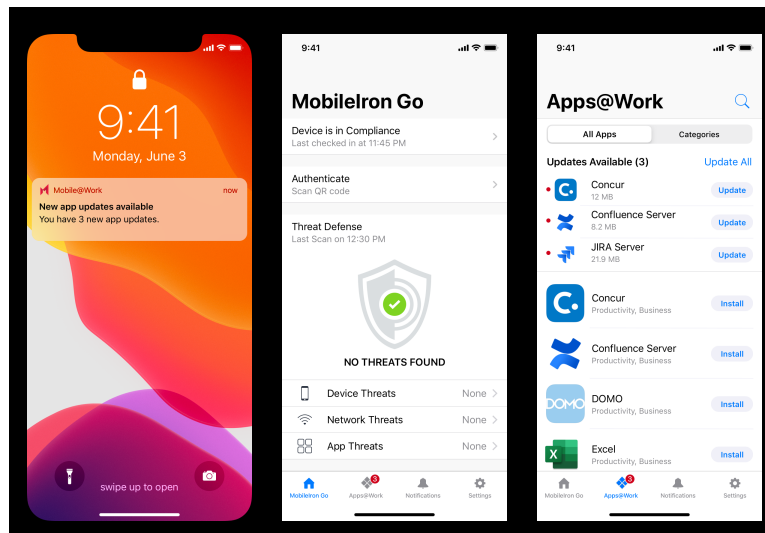 9:41
Monday, June 3
Mobile@Work now
New app updates available
You have 3 new app updates.
swipe up to open
9:41
MobileIron Go
Device is in Compliance
Last checked in at 11:45 PM
Authenticate
Scan QR code
Threat Defense
Last Scan on 12:30 PM
NO THREATS FOUND
Device Threats None
Network Threats None
App Threats None
3
MobileIron Go Apps@Work Notifications Settings
9:41
Apps@Work
All Apps Categories
Updates Available (3) Update All
Concur
12 MB
Update
Confluence Server
8.2 MB
Update
JIRA Server
21.9 MB
Update
C.
Concur
Productivity, Business
Install
Confluence Server
Productivity, Business
Install
DOMO
DOMO
Productivity, Business
Install
X
Excel
Productivity, Business
Install
3
MobileIron Go Apps@Work Notifications Settings